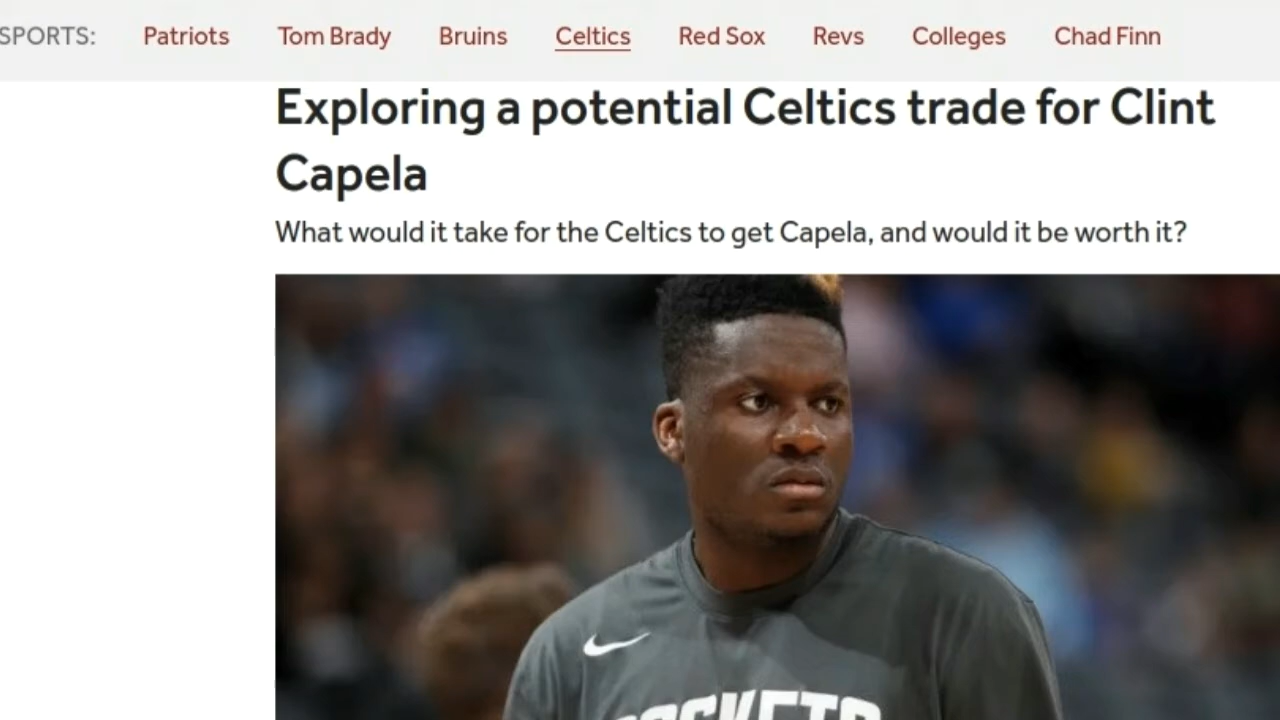 SPORTS: Patriots Tom Brady Bruins Celtics Red Sox Revs Colleges Chad Finn
Exploring a potential Celtics trade for Clint
Capela
What would it take for the Celtics to get Capela, and would it be worth it?
ROCKETS